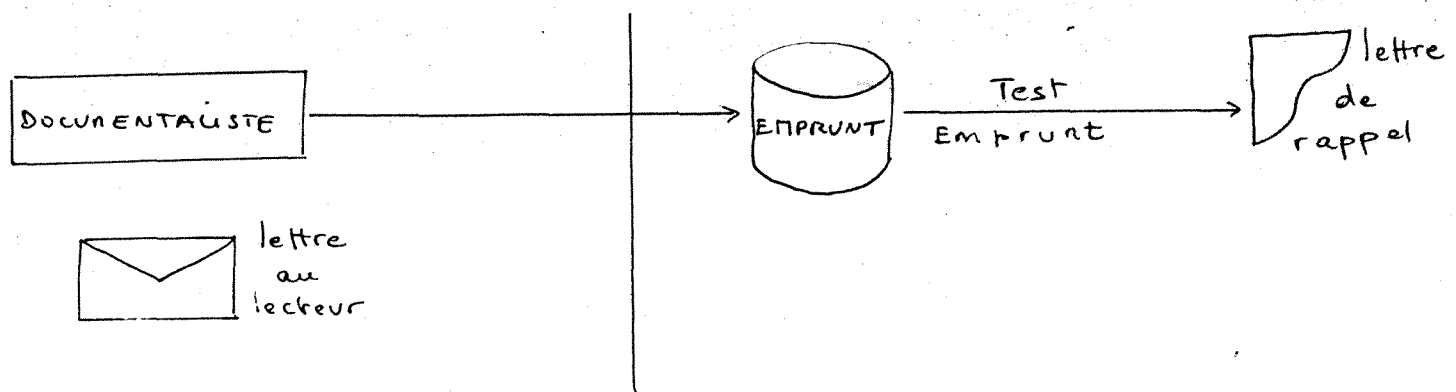 DOCUMENTALISTE
EMPRUNT
Test
Emprunt
lettre
de
rappel
lettre
au
lecteur